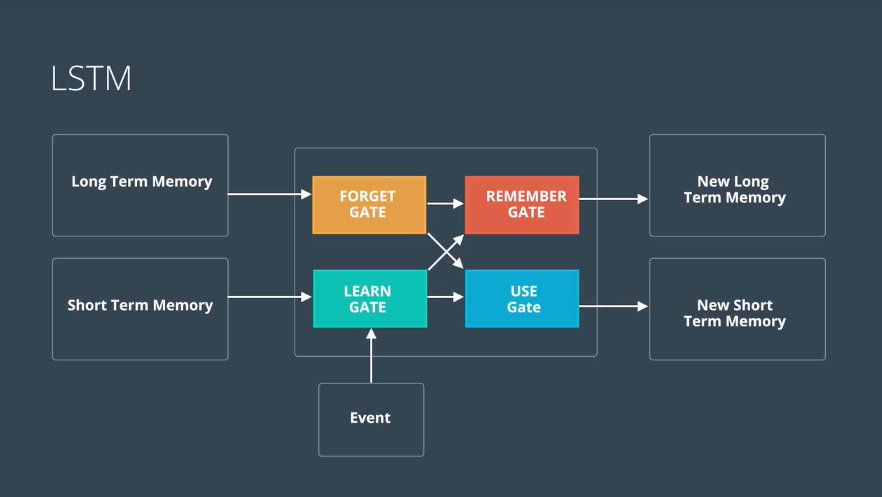 LSTM
Long Term Memory
FORGET
GATE
REMEMBER
GATE
New Long
Term Memory
Short Term Memory
LEARN
GATE
USE
Gate
New Short
Term Memory
Event